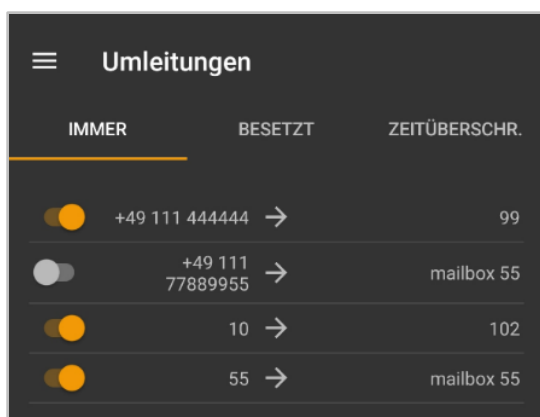 Umleitungen
IMMER BESETZT ZEITÜBERSCHR.
+49 111 444444 → 99
+49 111
77889955 → mailbox 55
10 → 102
55 → mailbox 55